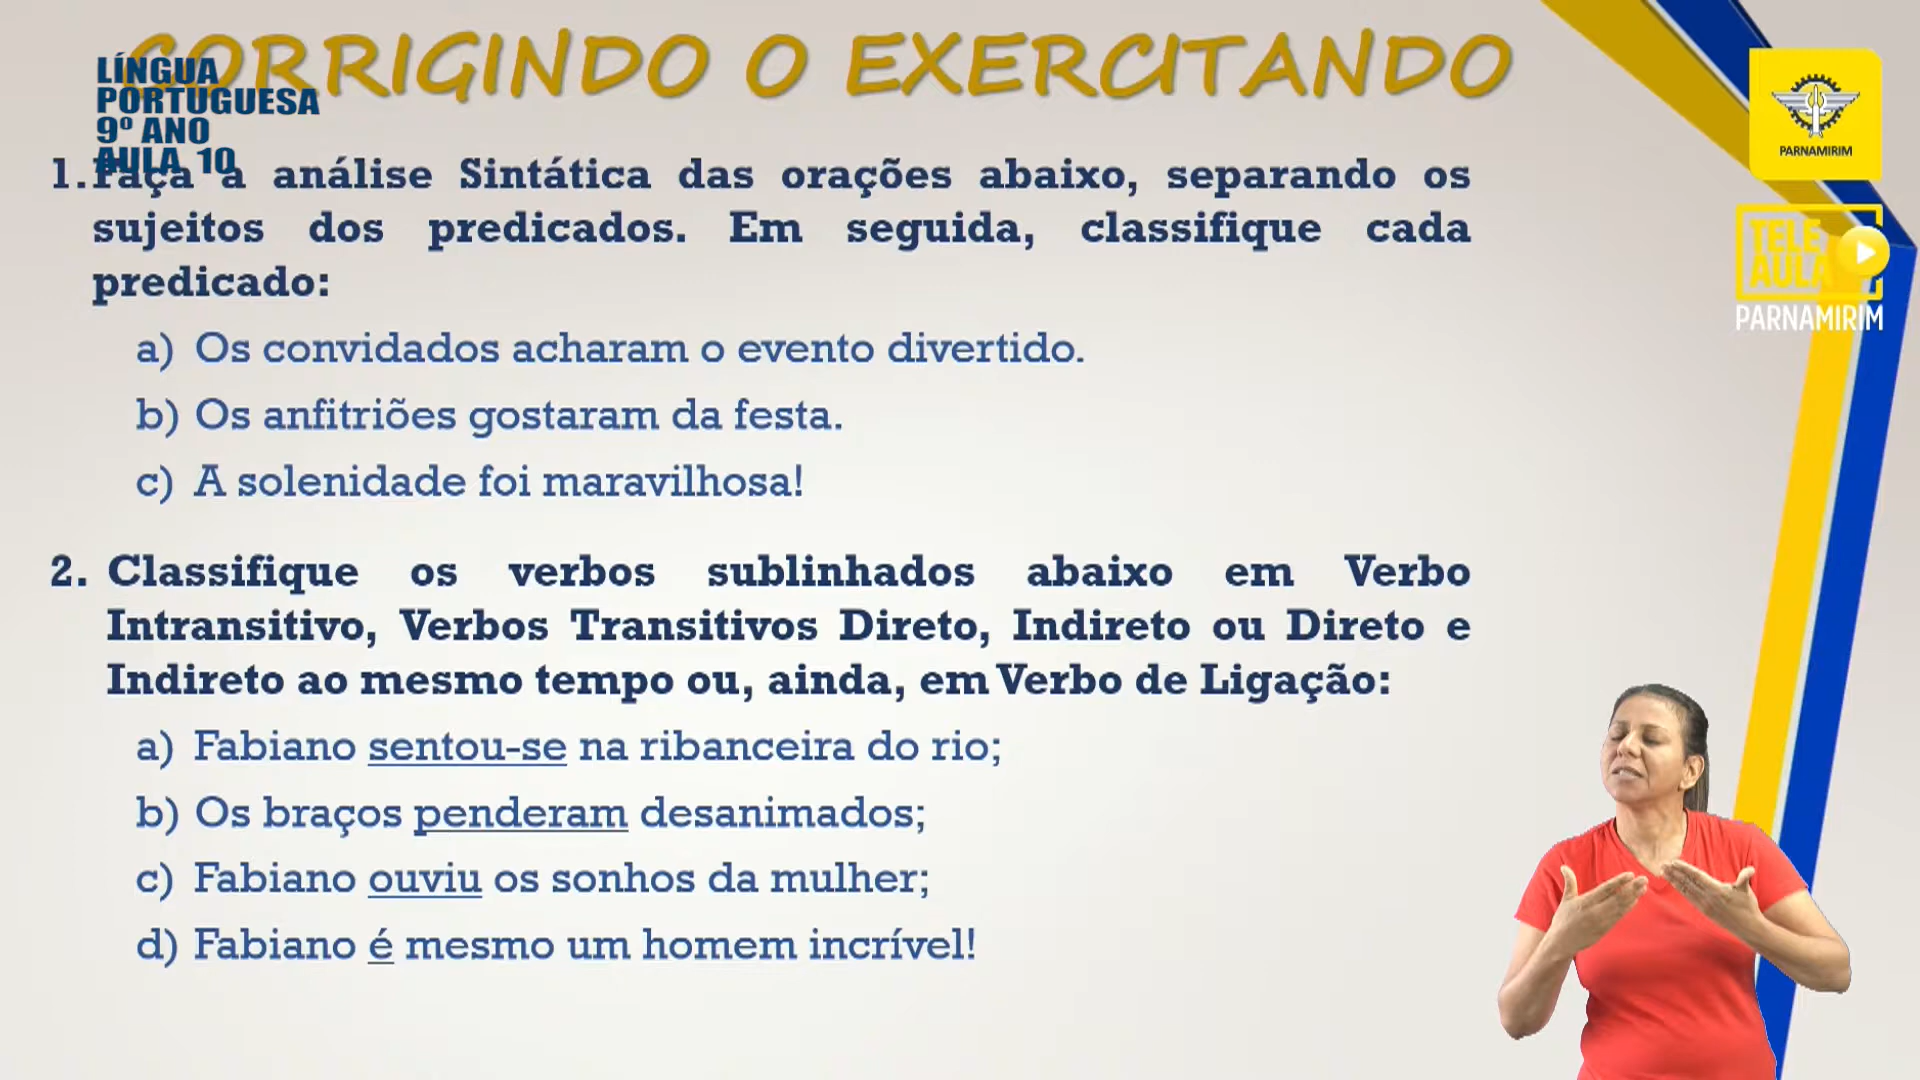 CORRIGINDO O EXERCITANDO
LÍNGUA
PORTUGUESA
9º ANO
AULA 10
PARNAMIRIM
TELE
AULA
PARNAMIRIM
1. Faça a análise Sintática das orações abaixo, separando os
sujeitos dos predicados. Em seguida, classifique cada
predicado:
a) Os convidados acharam o evento divertido.
b) Os anfitriões gostaram da festa.
c) A solenidade foi maravilhosa!
2. Classifique os verbos sublinhados abaixo em Verbo
Intransitivo, Verbos Transitivos Direto, Indireto ou Direto e
Indireto ao mesmo tempo ou, ainda, em Verbo de Ligação:
a) Fabiano sentou-se na ribanceira do rio;
b) Os braços penderam desanimados;
c) Fabiano ouviu os sonhos da mulher;
d) Fabiano é mesmo um homem incrível!